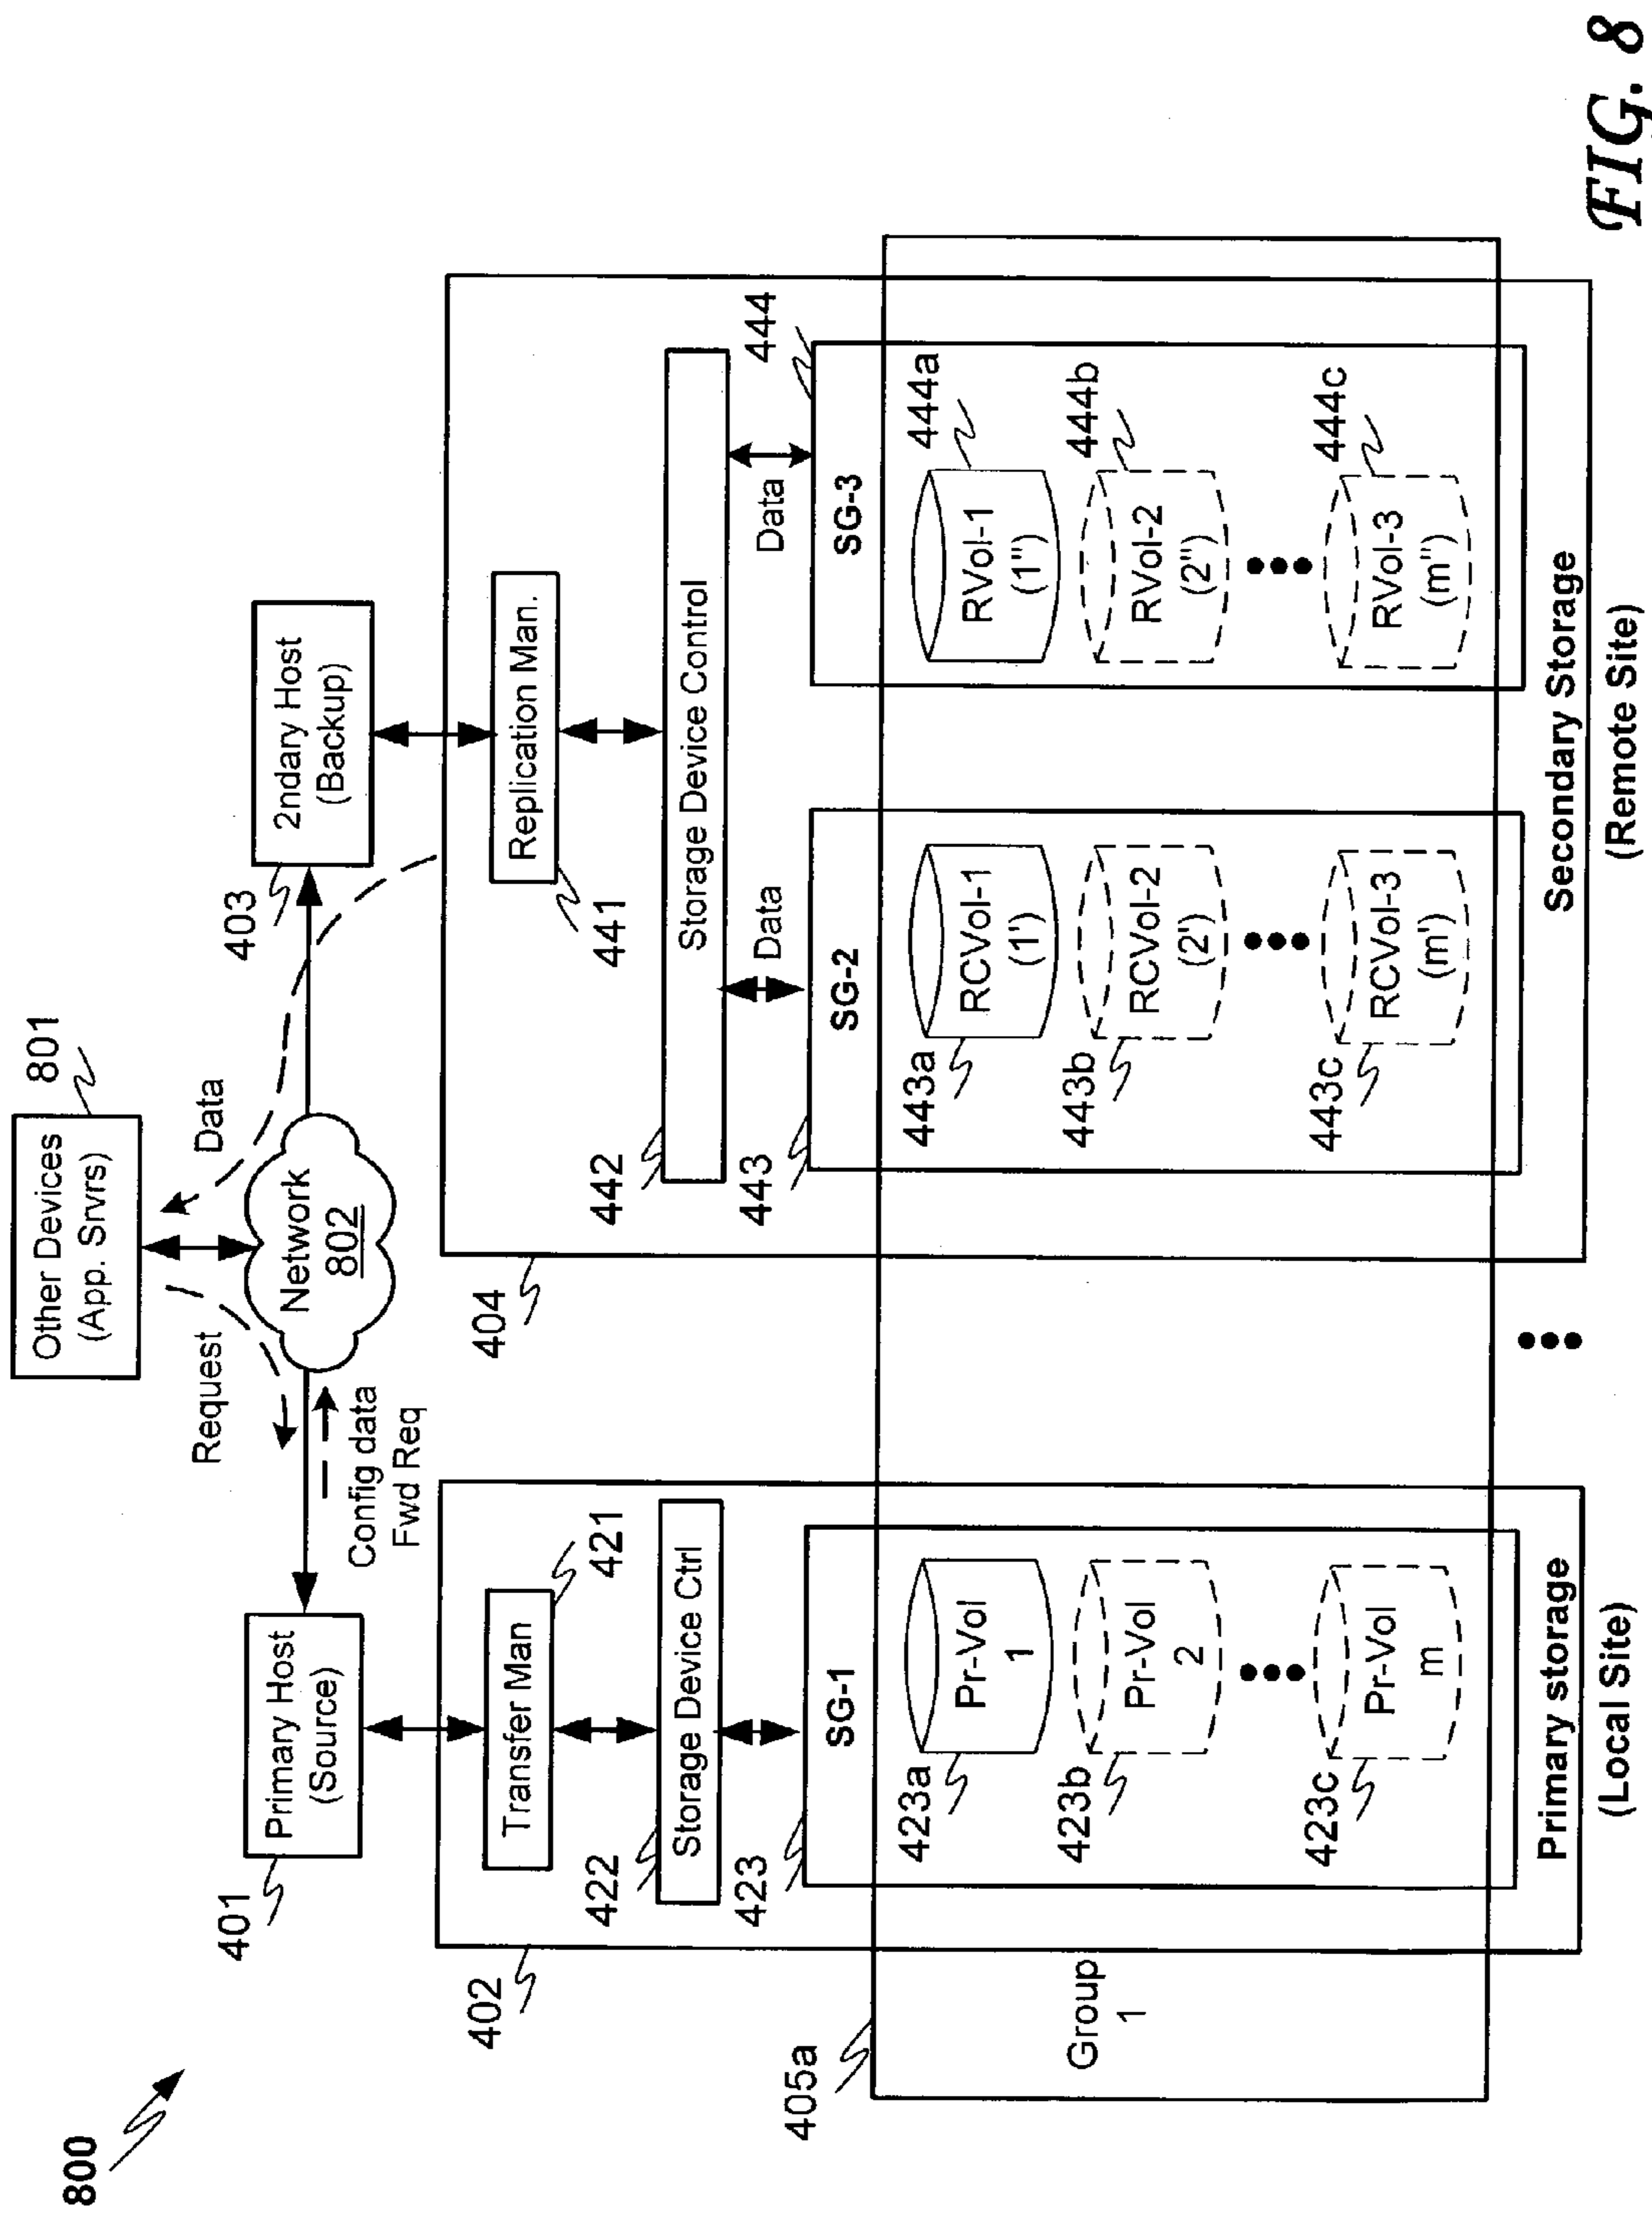 800
Other Devices
(App. Srvrs)
801
Request
Data
Network
802
Primary Host
(Source)
401
Config data
Fwd Req
2ndary Host
(Backup)
403
402
Transfer Man
421
422
Storage Device Ctrl
423
SG-1
405a
Group
1
423a
Pr-Vol
1
423b
Pr-Vol
2
423c
Pr-Vol
m
Primary storage
(Local Site)
404
Replication Man.
441
442
Storage Device Control
443
Data
Data
444
SG-2
443a
RCVol-1
(1')
443b
RCVol-2
(2')
443c
RCVol-3
(m')
SG-3
RVol-1
(1")
444a
RVol-2
(2")
444b
RVol-3
(m")
444c
Secondary Storage
(Remote Site)
FIG. 8